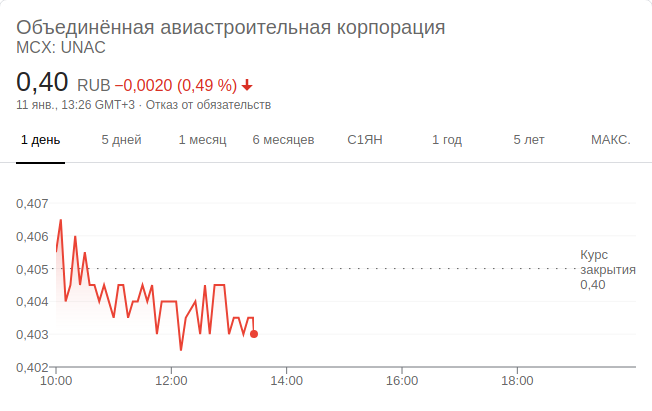 Объединённая авиастроительная корпорация
MCX: UNAC
0,40 RUB −0,0020 (0,49 %)
11 янв., 13:26 GMT+3 · Отказ от обязательств
1 день 5 дней 1 месяц 6 месяцев С1ЯН 1 год 5 лет МАКС.
0,407
0,406
Курс
0,405 закрытия
0,40
0,404
0,403
0,402
10:00 12:00 14:00 16:00 18:00